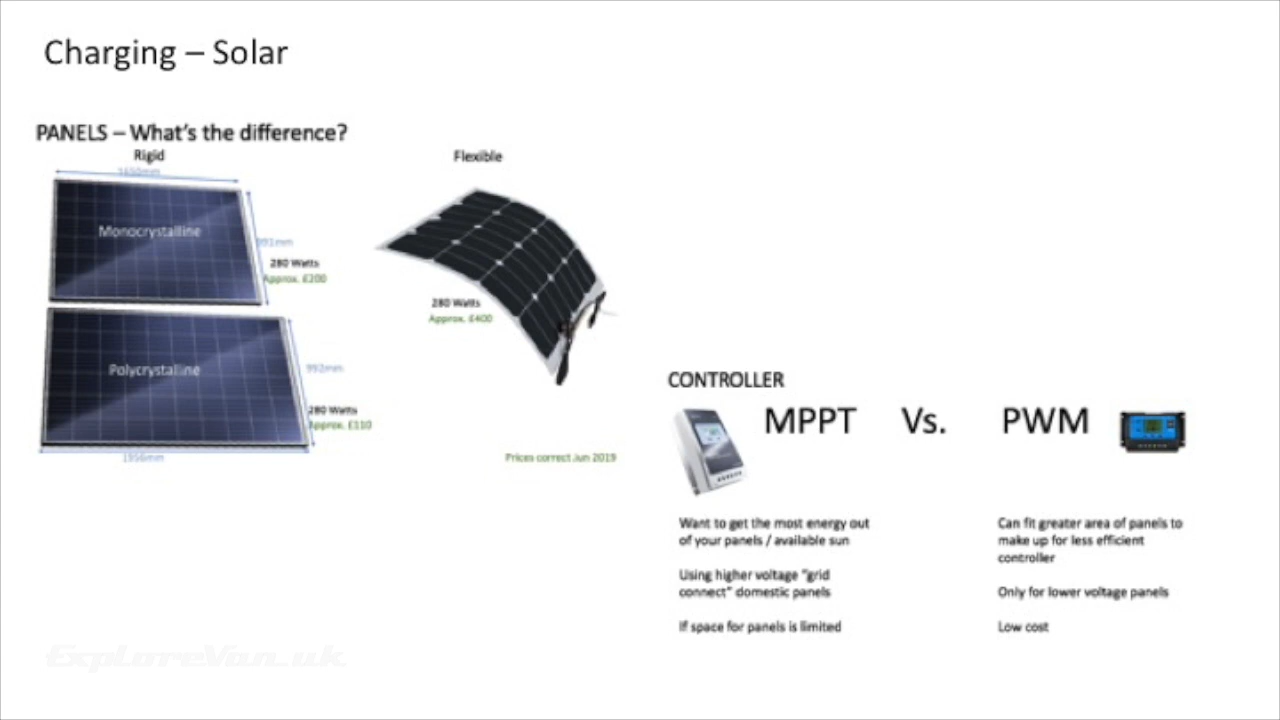 Charging – Solar
PANELS – What's the difference?
Rigid
Flexible
1650mm
Monocrystalline
991mm
280 Watts
Approx. £200
280 Watts
Approx. £400
Polycrystalline
992mm
280 Watts
Approx. £110
1956mm
Prices correct Jun 2019
CONTROLLER
MPPT Vs. PWM
Want to get the most energy out
of your panels / available sun
Using higher voltage "grid
connect" domestic panels
If space for panels is limited
Can fit greater area of panels to
make up for less efficient
controller
Only for lower voltage panels
Low cost
ExploreVan.uk